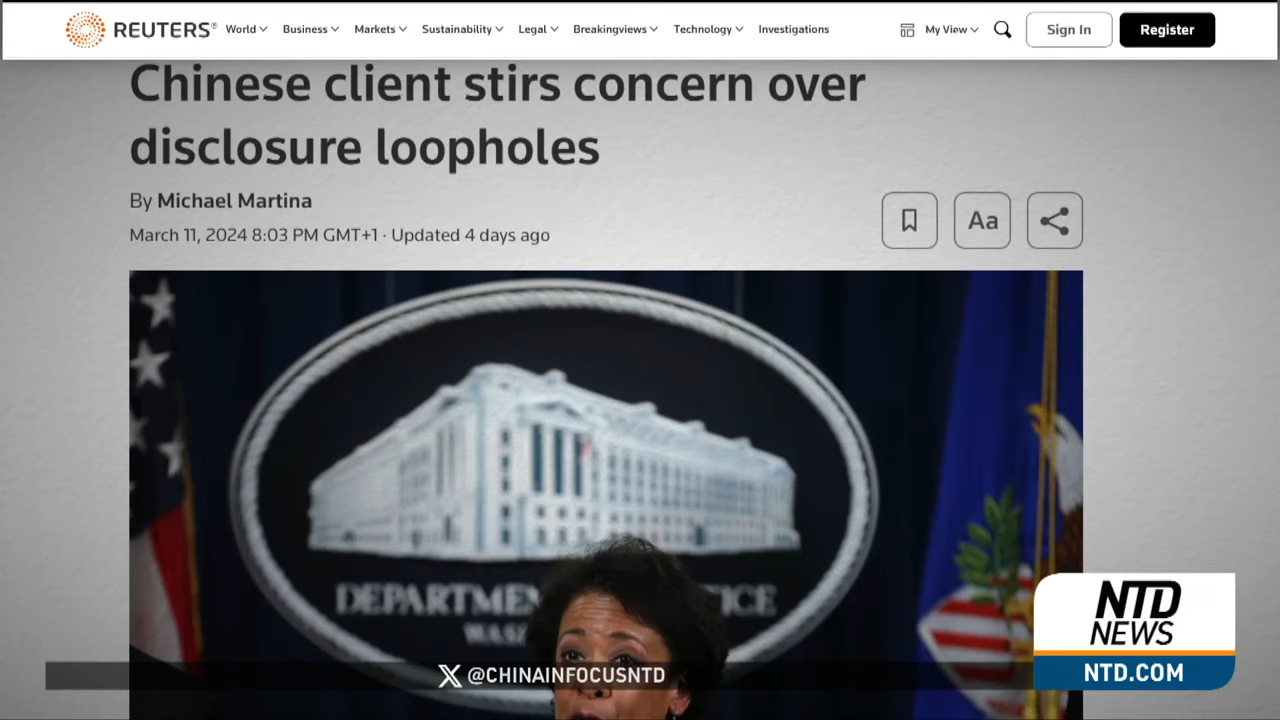 REUTERS®
World
Business
Markets
Sustainability
Legal
Breakingviews
Technology
Investigations
My View
Sign In
Register
Chinese client stirs concern over
disclosure loopholes
By Michael Martina
March 11, 2024 8:03 PM GMT+1 · Updated 4 days ago
Aa
DEPARTMEN ICE
WAS
NTD
NEWS
NTD.COM
X @CHINAINFOCUSNTD